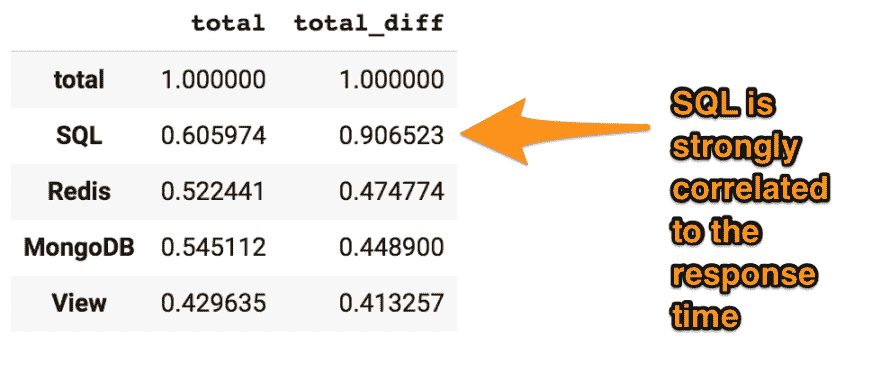 total total_diff
total 1.000000 1.000000
SQL 0.605974 0.906523
Redis 0.522441 0.474774
MongoDB 0.545112 0.448900
View 0.429635 0.413257
SQL is
strongly
correlated
to the
response
time